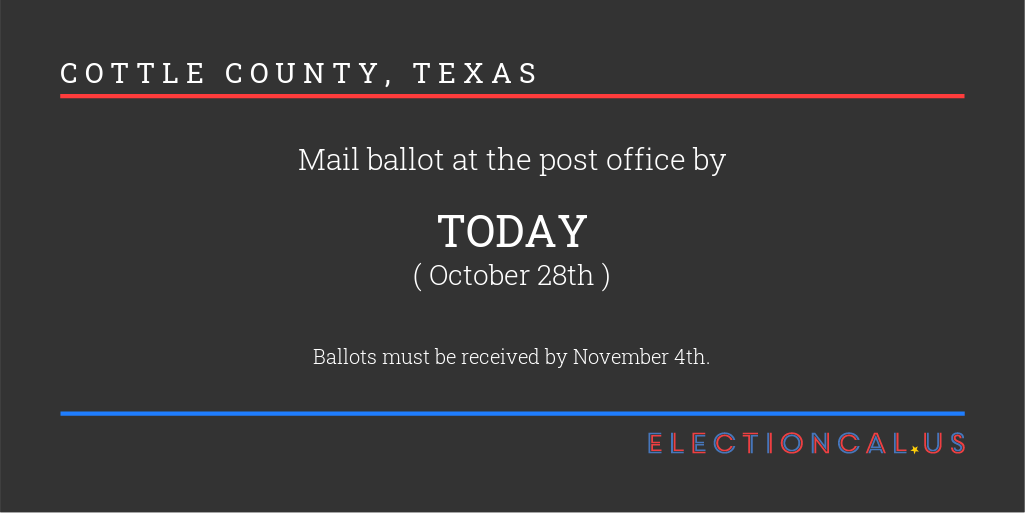 COTTLE COUNTY, TEXAS
Mail ballot at the post office by
TODAY
( October 28th )
Ballots must be received by November 4th.
ELECTIONCAL.US